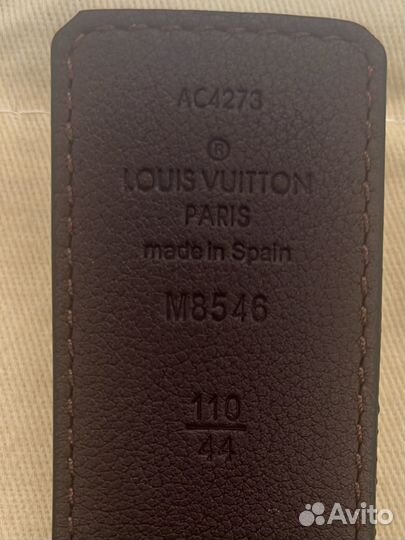 AC4273
®
LOUIS VUITTON
PARIS
made in Spain
M8546
110
44
Avito